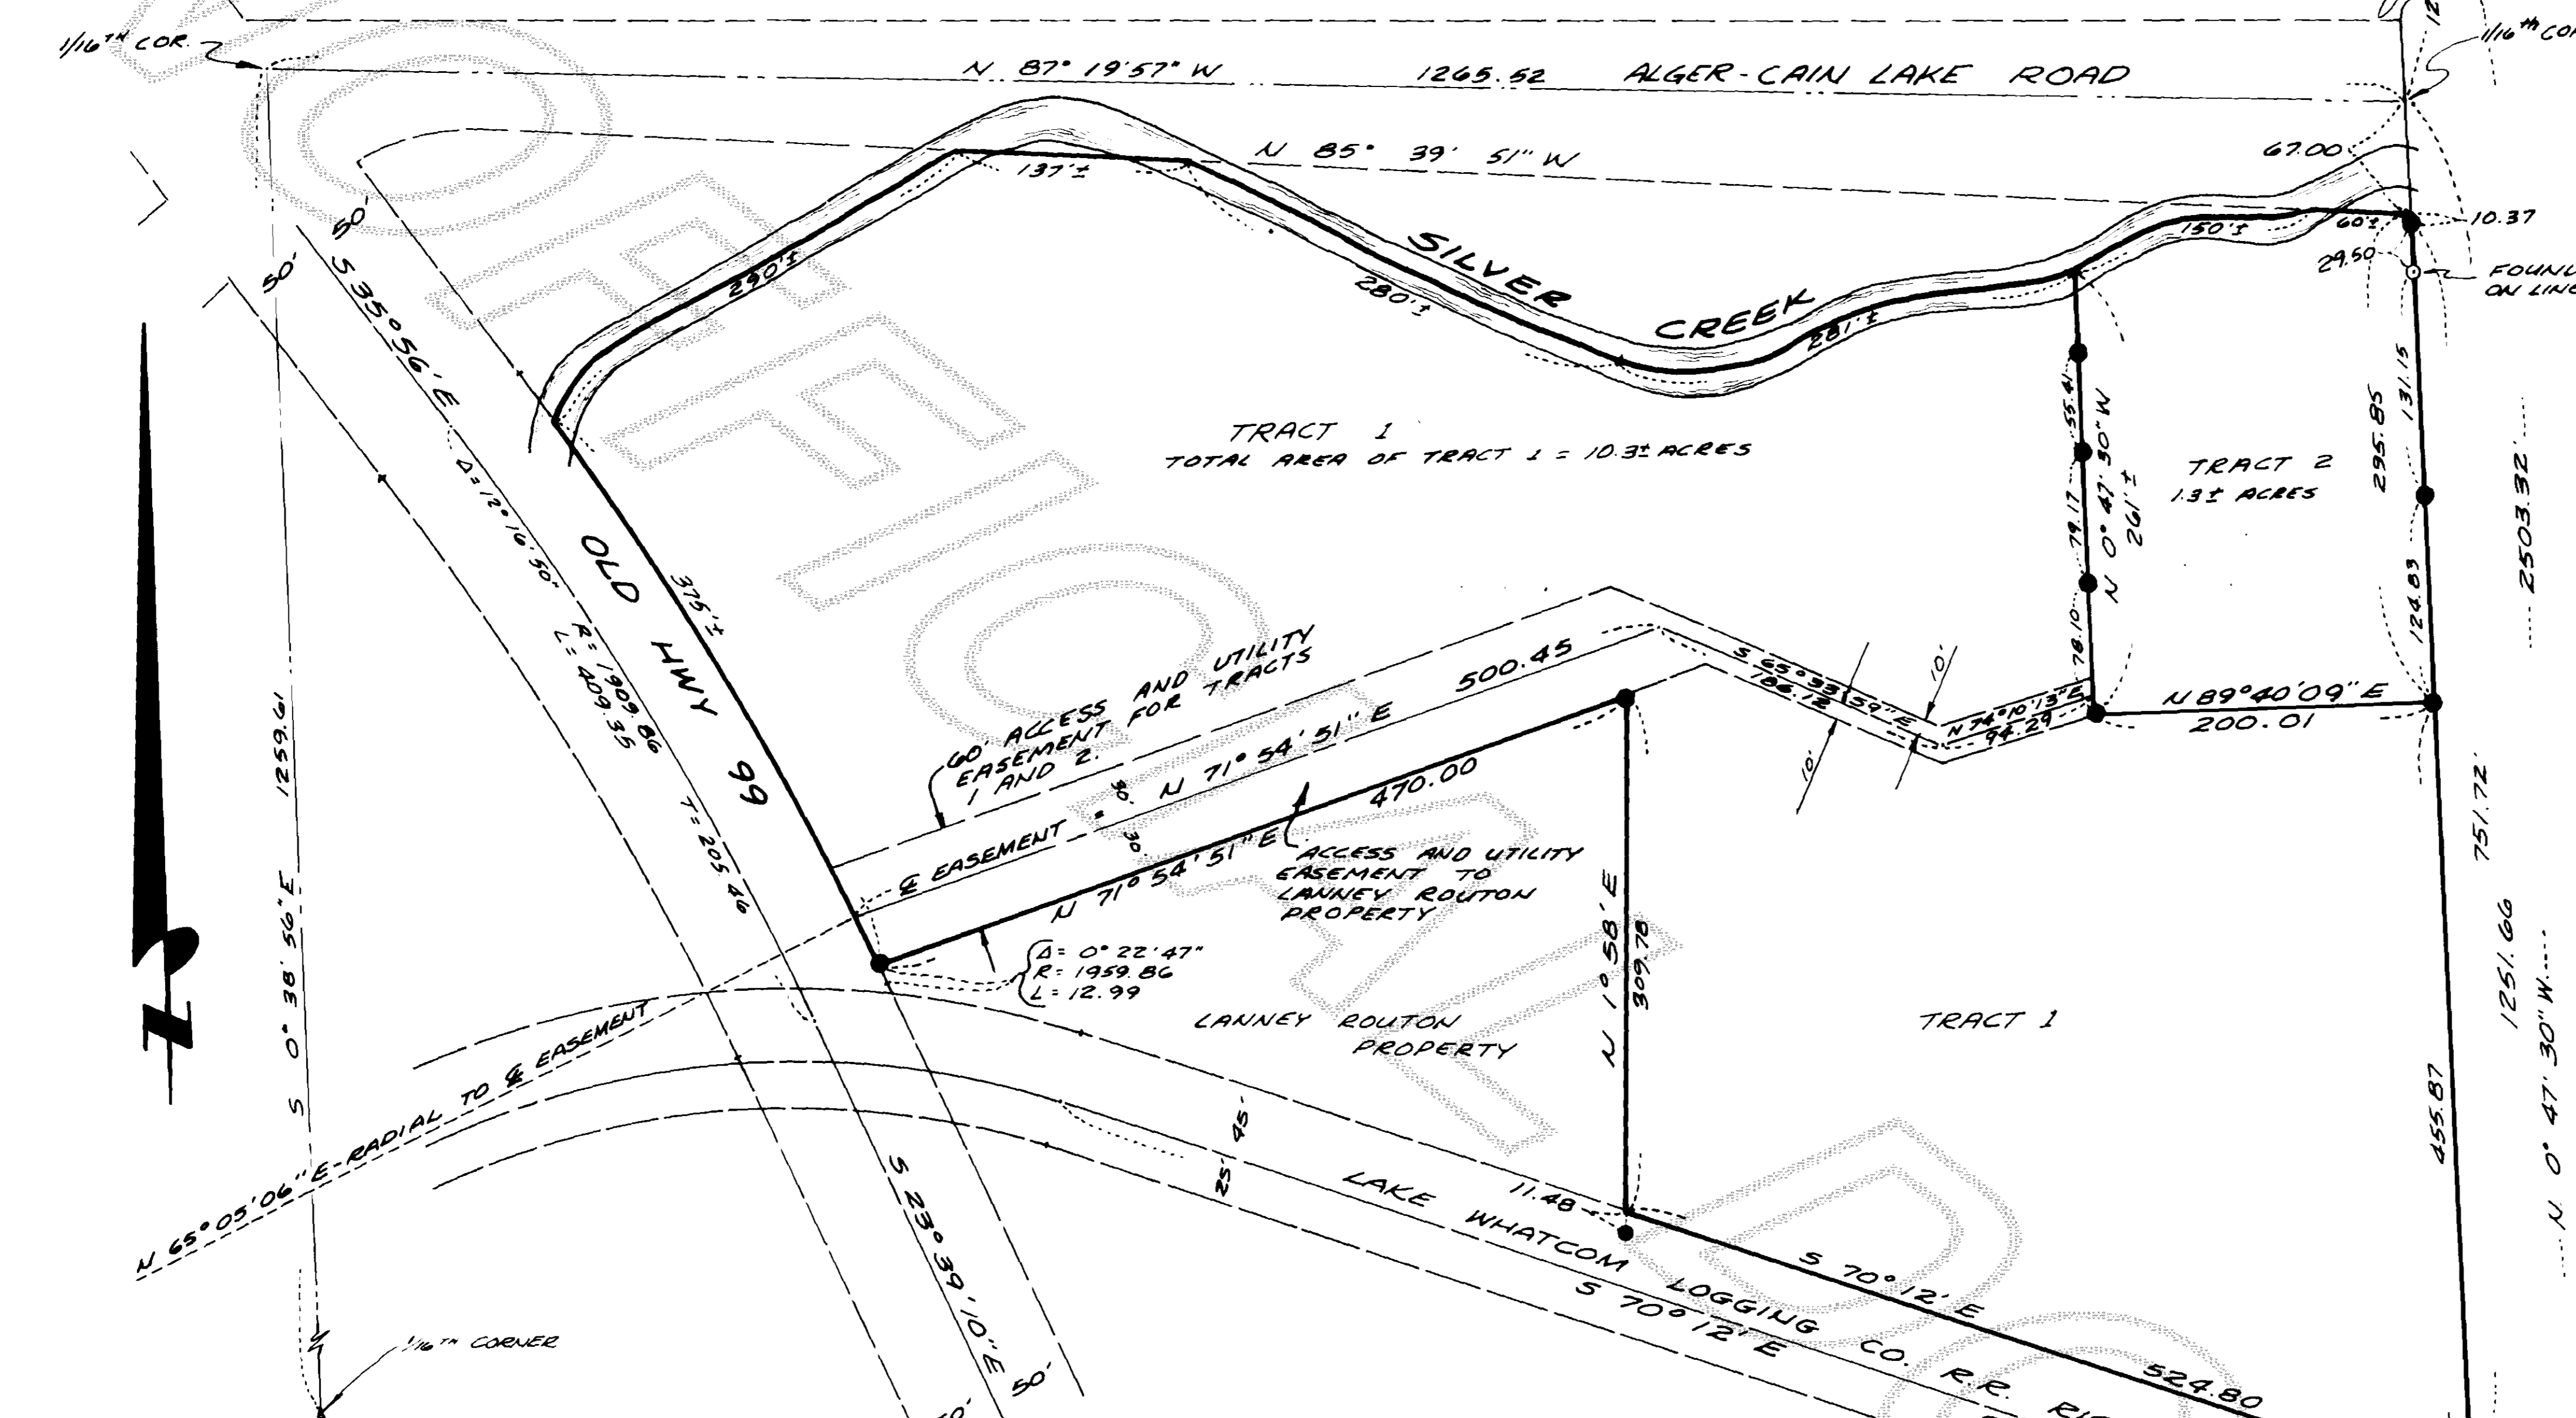 1/16TH COR.
N 87° 19' 57" W
1265.52
ALGER-CAIN LAKE ROAD
1/16th COR
N 85° 39' 51" W
67.00
137'±
50'
50'
S 35° 56' E
290'±
SILVER
CREEK
280'±
281'±
150'±
60'±
10.37
29.50
FOUND
ON LINE
TRACT 1
TOTAL AREA OF TRACT 1 = 10.3± ACRES
TRACT 2
1.3± ACRES
55.41
79.17
78.10
N 0° 47' 30" W
261'±
295.85
131.15
124.83
2503.32'
Δ = 12° 16' 50"
R = 1909.86
L = 409.35
T = 205.46
OLD HWY 99
375'±
60' ACCESS AND UTILITY
EASEMENT FOR TRACTS
1 AND 2.
500.45
℄ EASEMENT
30'
30'
N 71° 54' 51" E
S 65° 33' 59" E
186.12
10'
10'
N 74° 10' 13" E
94.29
N 89° 40' 09" E
200.01
N 71° 54' 51" E
470.00
ACCESS AND UTILITY
EASEMENT TO
LANNEY ROUTON
PROPERTY
Δ = 0° 22' 47"
R = 1959.86
L = 12.99
LANNEY ROUTON
PROPERTY
N 1° 58' E
309.78
TRACT 1
1259.61
S 0° 38' 56" E
N 65° 05' 06" E - RADIAL TO ℄ EASEMENT
45'
25'
11.48
S 23° 39' 10" E
50'
LAKE WHATCOM LOGGING CO. R.R.
S 70° 12' E
S 70° 12' E
524.80
455.87
751.72'
1251.66
N 0° 47' 30" W
1/16TH CORNER
UNOFFICIAL DOC